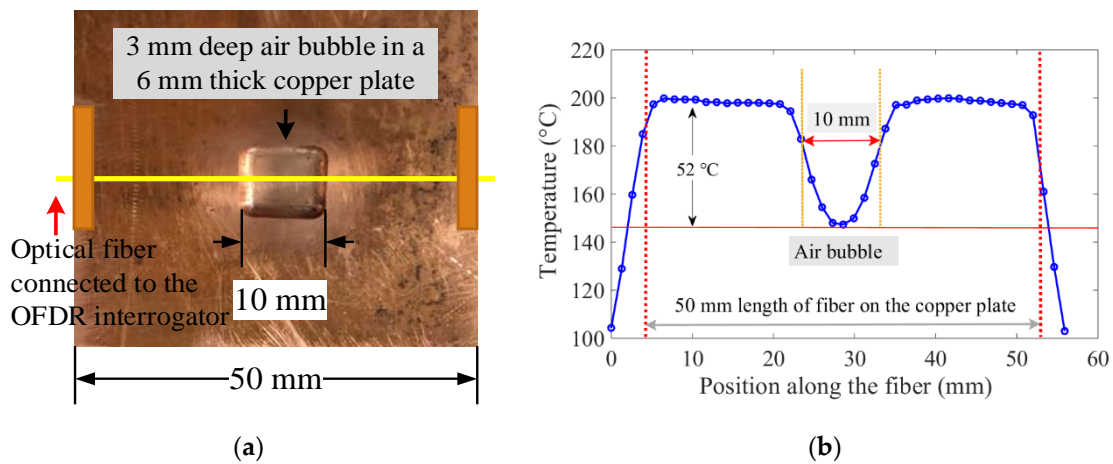 3 mm deep air bubble in a
6 mm thick copper plate
Optical fiber
connected to the
OFDR interrogator
10 mm
50 mm
(a)
220
200
180
160
140
120
100
Temperature (°C)
10 mm
52 °C
Air bubble
50 mm length of fiber on the copper plate
0 10 20 30 40 50 60
Position along the fiber (mm)
(b)